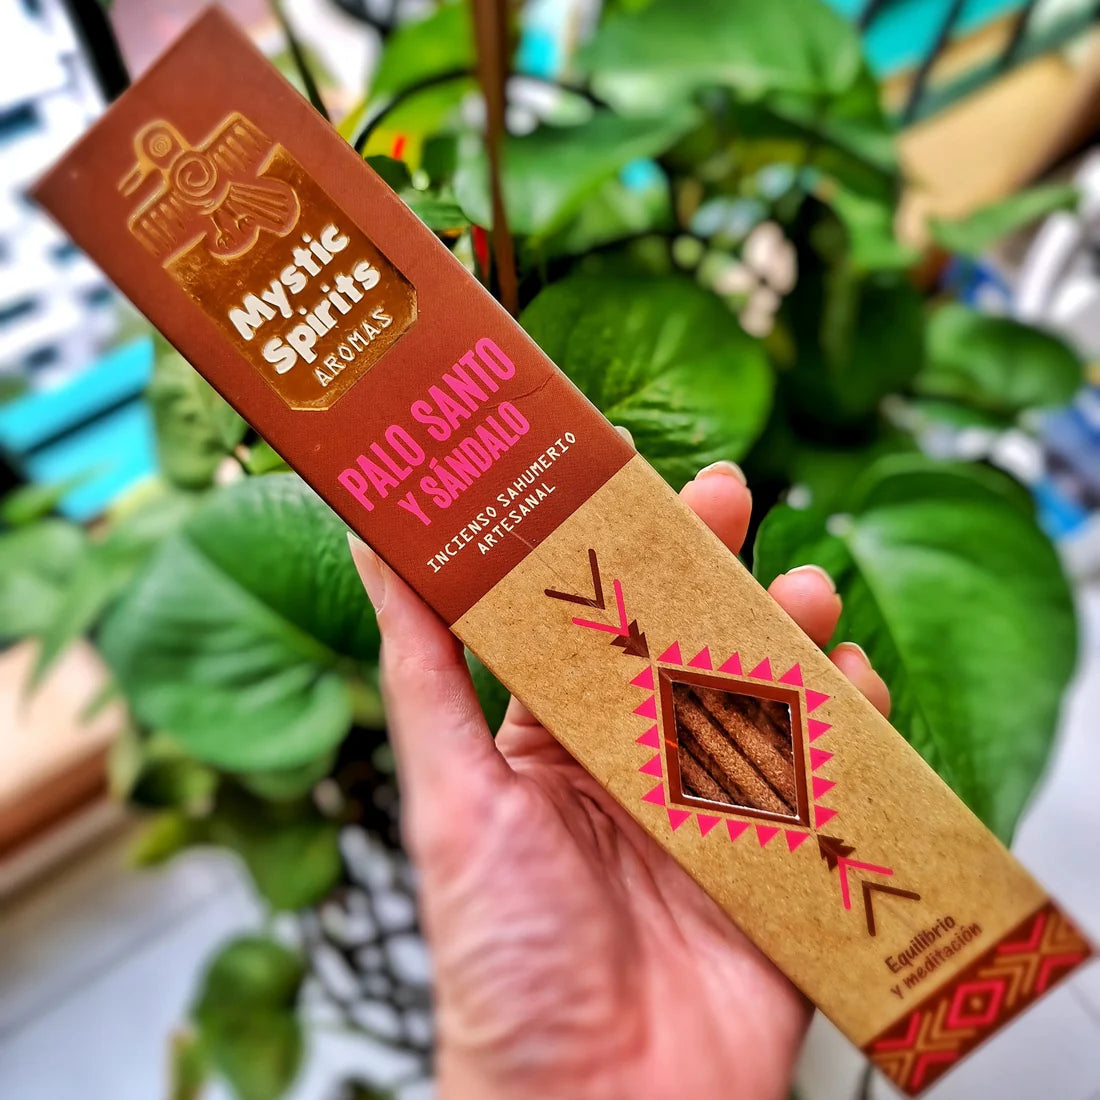 Mystic
Spirits
AROMAS
PALO SANTO
Y SÁNDALO
INCIENSO SAHUMERIO
ARTESANAL
Equilibrio
y meditación